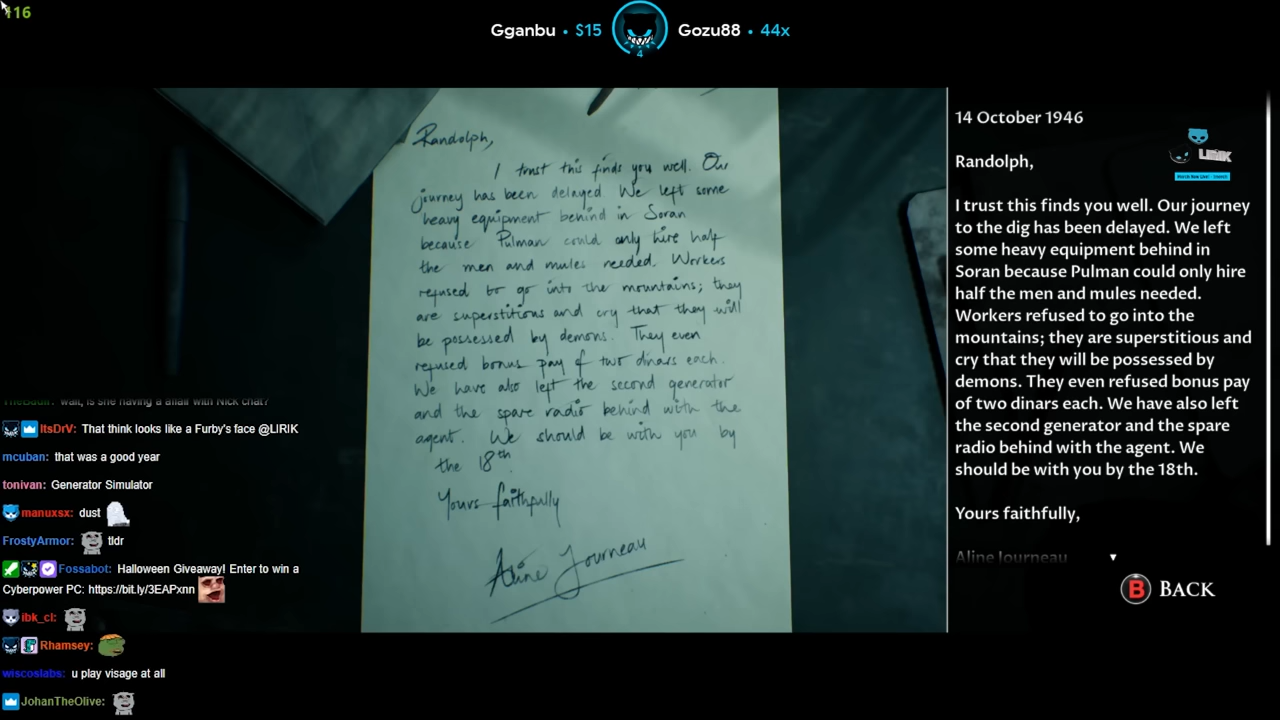 116
Gganbu • $15
4
Gozu88 • 44x
Randolph,
I trust this finds you well. Our
journey has been delayed. We left some
heavy equipment behind in Soran
because Pulman could only hire half
the men and mules needed. Workers
refused to go into the mountains; they
are superstitious and cry that they will
be possessed by demons. They even
refused bonus pay of two dinars each.
We have also left the second generator
and the spare radio behind with the
agent. We should be with you by
the 18th.
Yours faithfully
Aline Journeau
14 October 1946
LIRIK
Randolph,
I trust this finds you well. Our journey
to the dig has been delayed. We left
some heavy equipment behind in
Soran because Pulman could only hire
half the men and mules needed.
Workers refused to go into the
mountains; they are superstitious and
cry that they will be possessed by
demons. They even refused bonus pay
of two dinars each. We have also left
the second generator and the spare
radio behind with the agent. We
should be with you by the 18th.
Yours faithfully,
Aline Journeau
B BACK
wait, is she having a affair with Nick chat?
ItsDrV: That think looks like a Furby's face @LIRIK
mcuban: that was a good year
tonivan: Generator Simulator
manuxsx: dust
FrostyArmor: tldr
Fossabot: Halloween Giveaway! Enter to win a
Cyberpower PC: https://bit.ly/3EAPxnn
ibk_cl:
Rhamsey:
wiscoslabs: u play visage at all
JohanTheOlive: